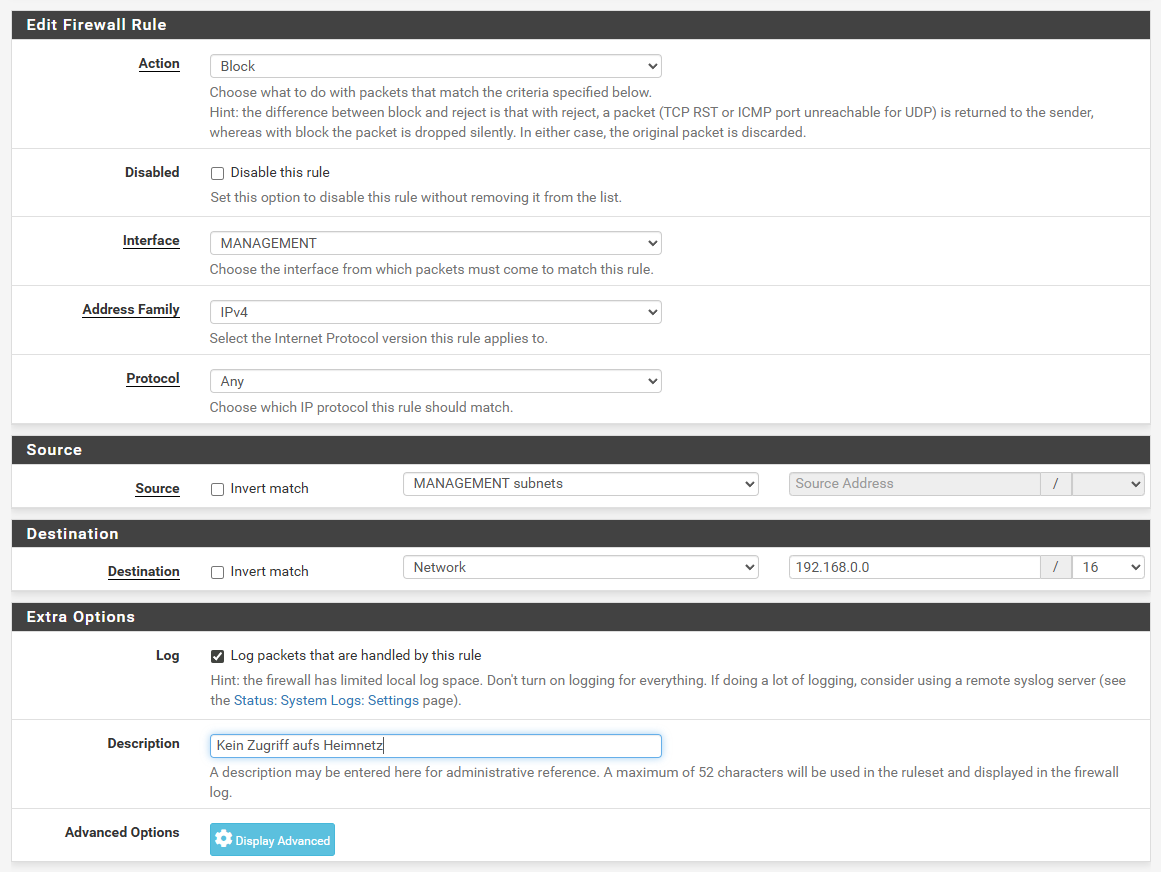 Edit Firewall Rule
Action
Block
Choose what to do with packets that match the criteria specified below.
Hint: the difference between block and reject is that with reject, a packet (TCP RST or ICMP port unreachable for UDP) is returned to the sender,
whereas with block the packet is dropped silently. In either case, the original packet is discarded.
Disabled
Disable this rule
Set this option to disable this rule without removing it from the list.
Interface
MANAGEMENT
Choose the interface from which packets must come to match this rule.
Address Family
IPv4
Select the Internet Protocol version this rule applies to.
Protocol
Any
Choose which IP protocol this rule should match.
Source
Source
Invert match
MANAGEMENT subnets
Source Address
/
Destination
Destination
Invert match
Network
192.168.0.0
/
16
Extra Options
Log
Log packets that are handled by this rule
Hint: the firewall has limited local log space. Don't turn on logging for everything. If doing a lot of logging, consider using a remote syslog server (see
the Status: System Logs: Settings page).
Description
Kein Zugriff aufs Heimnetz
A description may be entered here for administrative reference. A maximum of 52 characters will be used in the ruleset and displayed in the firewall
log.
Advanced Options
Display Advanced